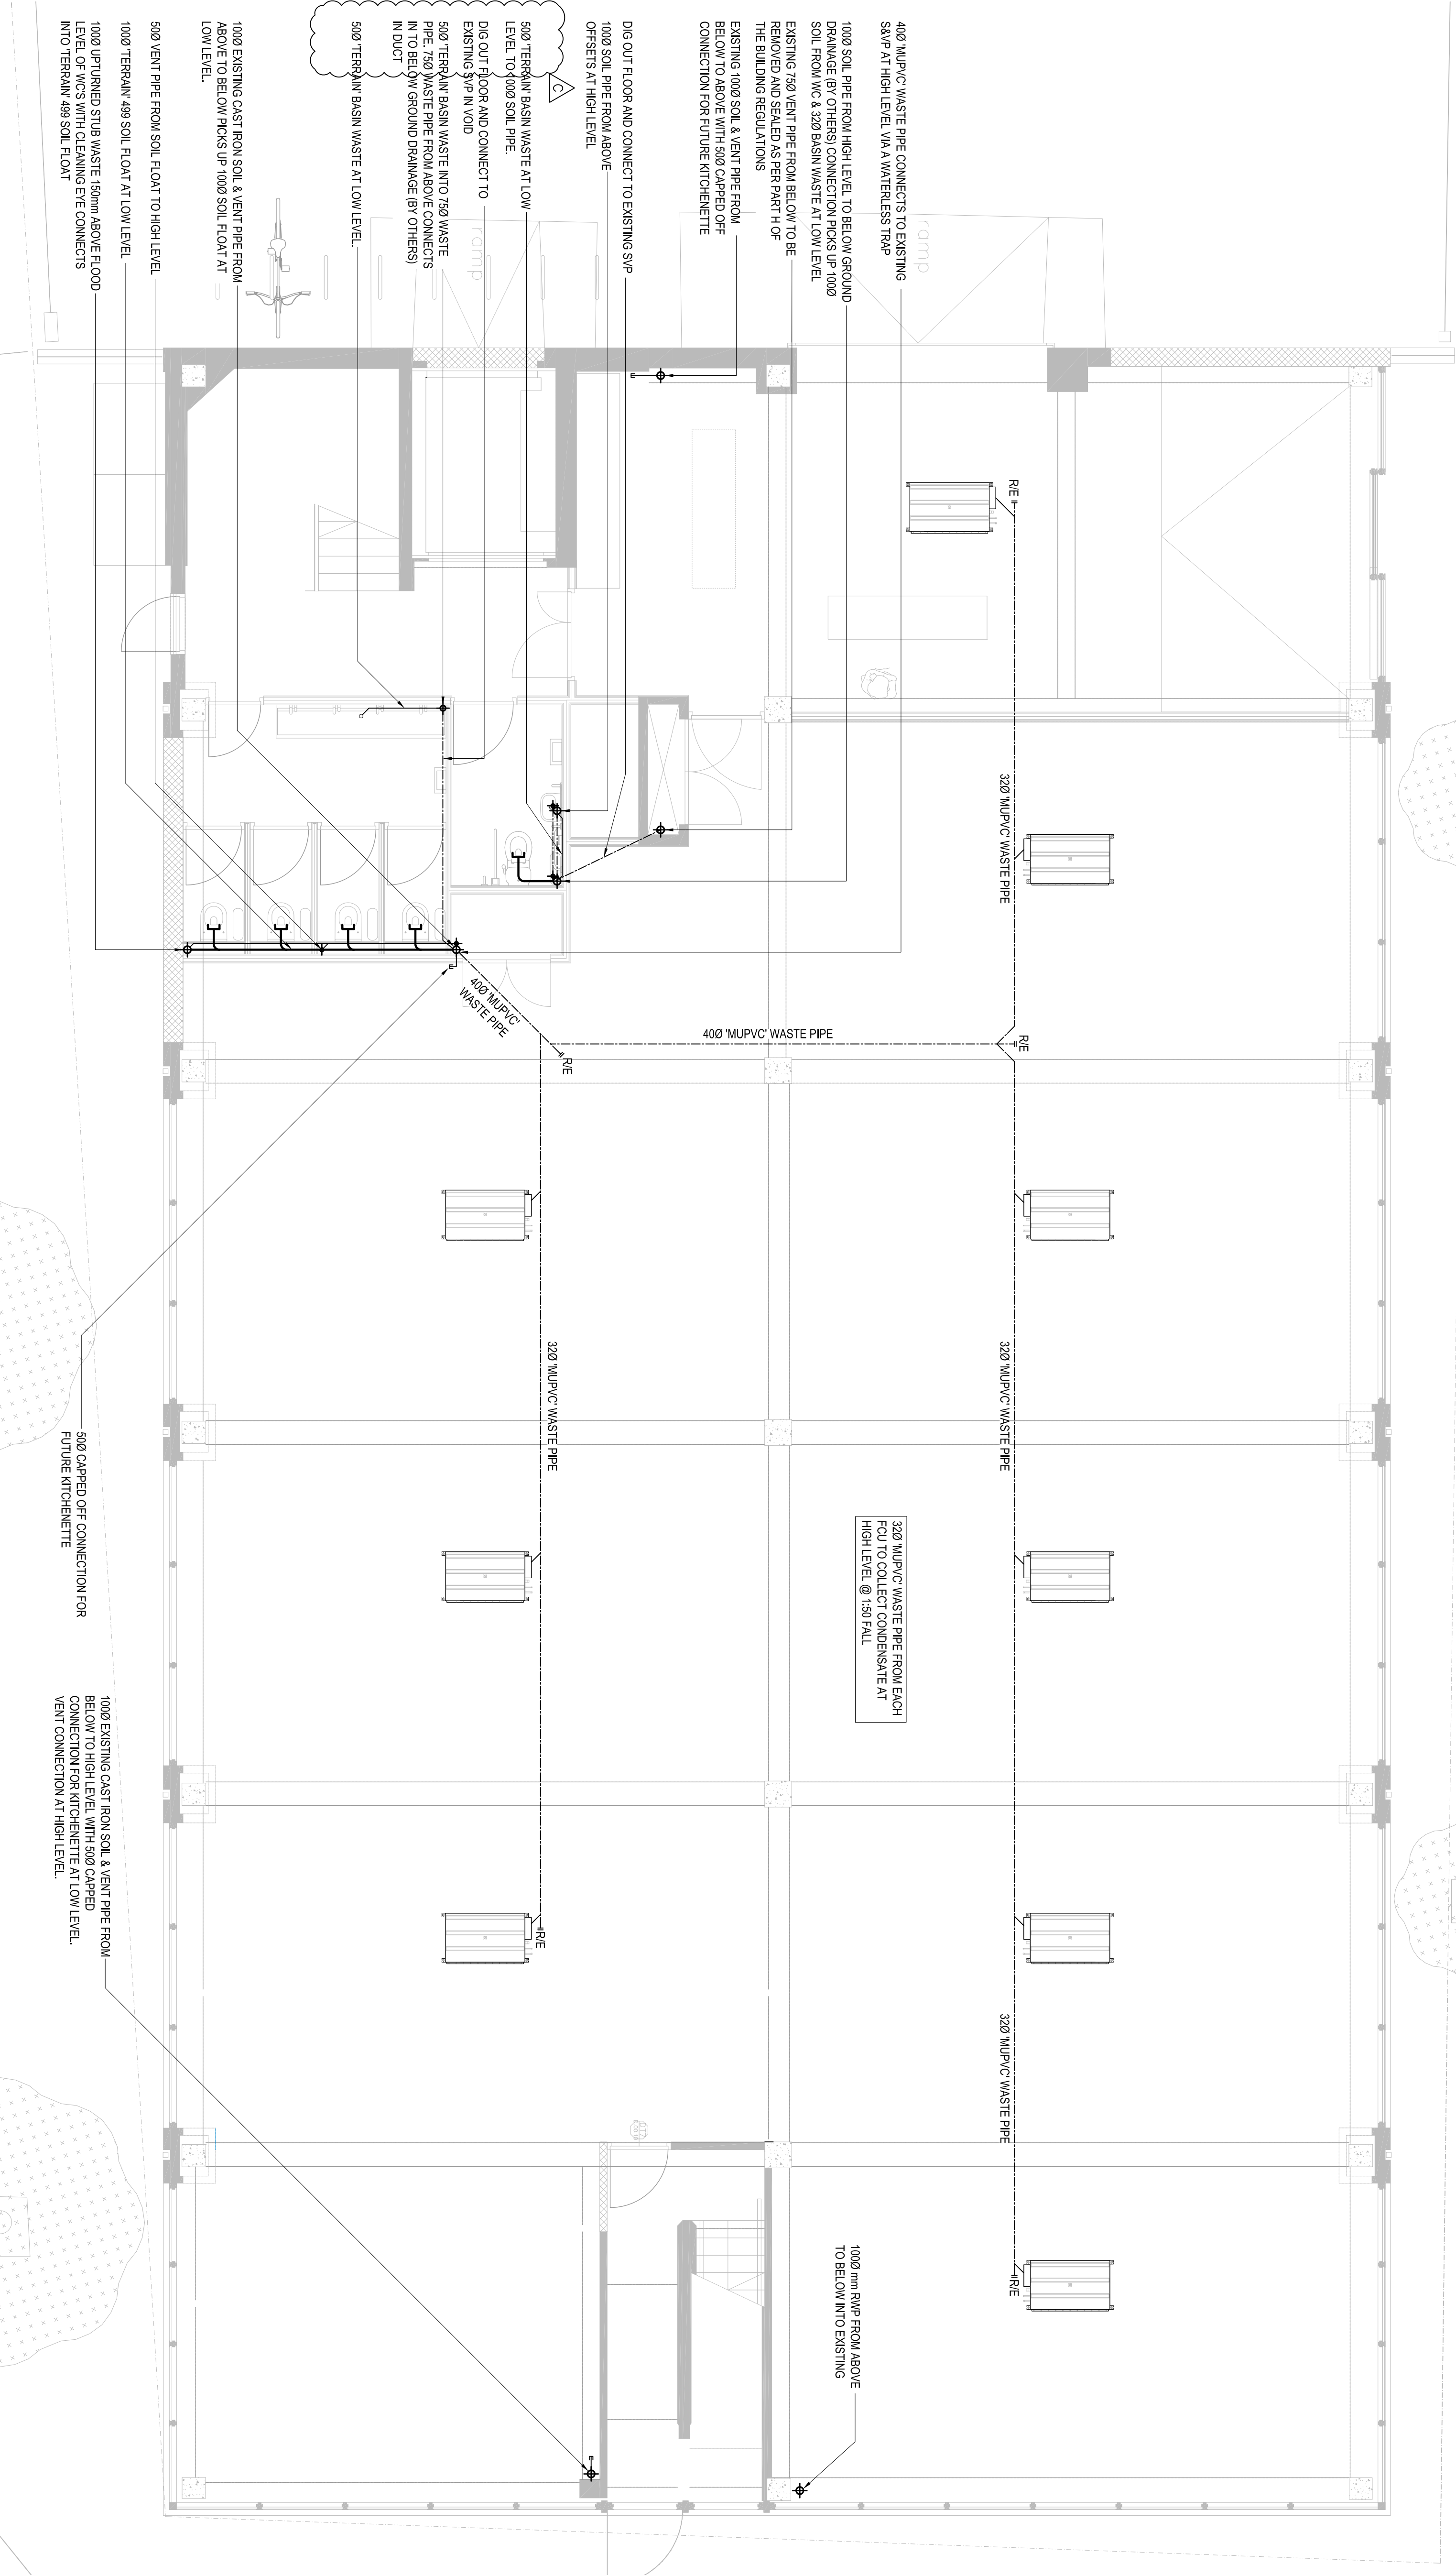 40Ø 'MUPVC' WASTE PIPE CONNECTS TO EXISTING
S&VP AT HIGH LEVEL VIA A WATERLESS TRAP
100Ø SOIL PIPE FROM HIGH LEVEL TO BELOW GROUND
DRAINAGE (BY OTHERS) CONNECTION PICKS UP 100Ø
SOIL FROM WC & 32Ø BASIN WASTE AT LOW LEVEL
EXISTING 75Ø VENT PIPE FROM BELOW TO BE
REMOVED AND SEALED AS PER PART H OF
THE BUILDING REGULATIONS
EXISTING 100Ø SOIL & VENT PIPE FROM
BELOW TO ABOVE WITH 50Ø CAPPED OFF
CONNECTION FOR FUTURE KITCHENETTE
DIG OUT FLOOR AND CONNECT TO EXISTING SVP
100Ø SOIL PIPE FROM ABOVE
OFFSETS AT HIGH LEVEL
C
50Ø 'TERRAIN' BASIN WASTE AT LOW
LEVEL TO 100Ø SOIL PIPE.
DIG OUT FLOOR AND CONNECT TO
EXISTING SVP IN VOID
50Ø 'TERRAIN' BASIN WASTE INTO 75Ø WASTE
PIPE. 75Ø WASTE PIPE FROM ABOVE CONNECTS
IN TO BELOW GROUND DRAINAGE (BY OTHERS)
IN DUCT
50Ø 'TERRAIN' BASIN WASTE AT LOW LEVEL.
100Ø EXISTING CAST IRON SOIL & VENT PIPE FROM
ABOVE TO BELOW PICKS UP 100Ø SOIL FLOAT AT
LOW LEVEL.
50Ø VENT PIPE FROM SOIL FLOAT TO HIGH LEVEL
100Ø 'TERRAIN' 499 SOIL FLOAT AT LOW LEVEL
100Ø UPTURNED STUB WASTE 150mm ABOVE FLOOD
LEVEL OF WC'S WITH CLEANING EYE CONNECTS
INTO 'TERRAIN' 499 SOIL FLOAT
ramp
ramp
R/E
32Ø 'MUPVC' WASTE PIPE
R/E
40Ø 'MUPVC' WASTE PIPE
40Ø 'MUPVC'
WASTE PIPE
R/E
32Ø 'MUPVC' WASTE PIPE
32Ø 'MUPVC' WASTE PIPE
32Ø 'MUPVC' WASTE PIPE FROM EACH
FCU TO COLLECT CONDENSATE AT
HIGH LEVEL @ 1:50 FALL
50Ø CAPPED OFF CONNECTION FOR
FUTURE KITCHENETTE
R/E
32Ø 'MUPVC' WASTE PIPE
R/E
100Ø EXISTING CAST IRON SOIL & VENT PIPE FROM
BELOW TO HIGH LEVEL WITH 50Ø CAPPED
CONNECTION FOR KITCHENETTE AT LOW LEVEL.
VENT CONNECTION AT HIGH LEVEL.
100Ø mm RWP FROM ABOVE
TO BELOW INTO EXISTING